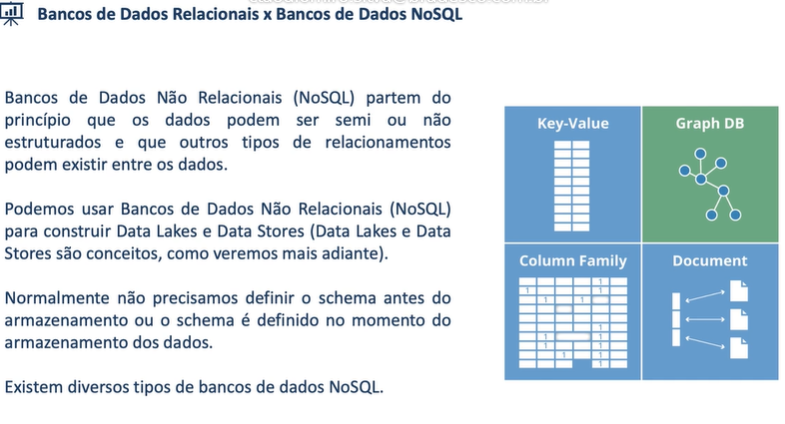 Bancos de Dados Relacionais x Bancos de Dados NoSQL
Bancos de Dados Não Relacionais (NoSQL) partem do
princípio que os dados podem ser semi ou não
estruturados e que outros tipos de relacionamentos
podem existir entre os dados.
Podemos usar Bancos de Dados Não Relacionais (NoSQL)
para construir Data Lakes e Data Stores (Data Lakes e Data
Stores são conceitos, como veremos mais adiante).
Normalmente não precisamos definir o schema antes do
armazenamento ou o schema é definido no momento do
armazenamento dos dados.
Existem diversos tipos de bancos de dados NoSQL.
Key-Value
Graph DB
Column Family
Document